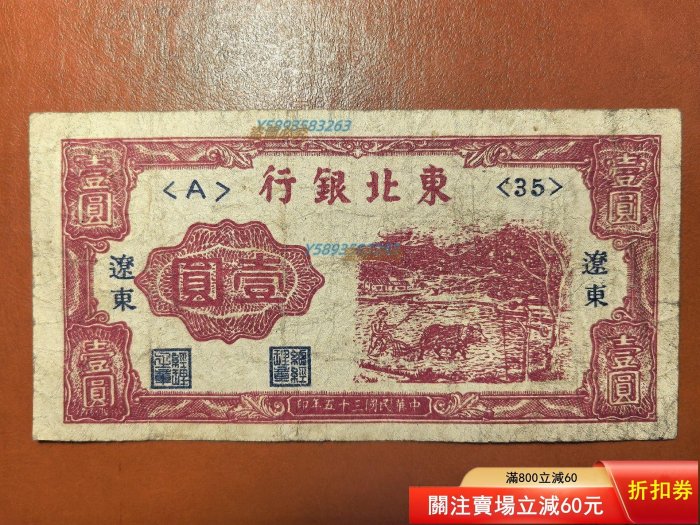 Y5893583263
<A>
東北銀行
<35>
壹圓
壹圓
遼東
壹圓
遼東
壹圓
壹圓
中華民國三十五年印
滿800立減60
關注賣場立減60元
折扣券